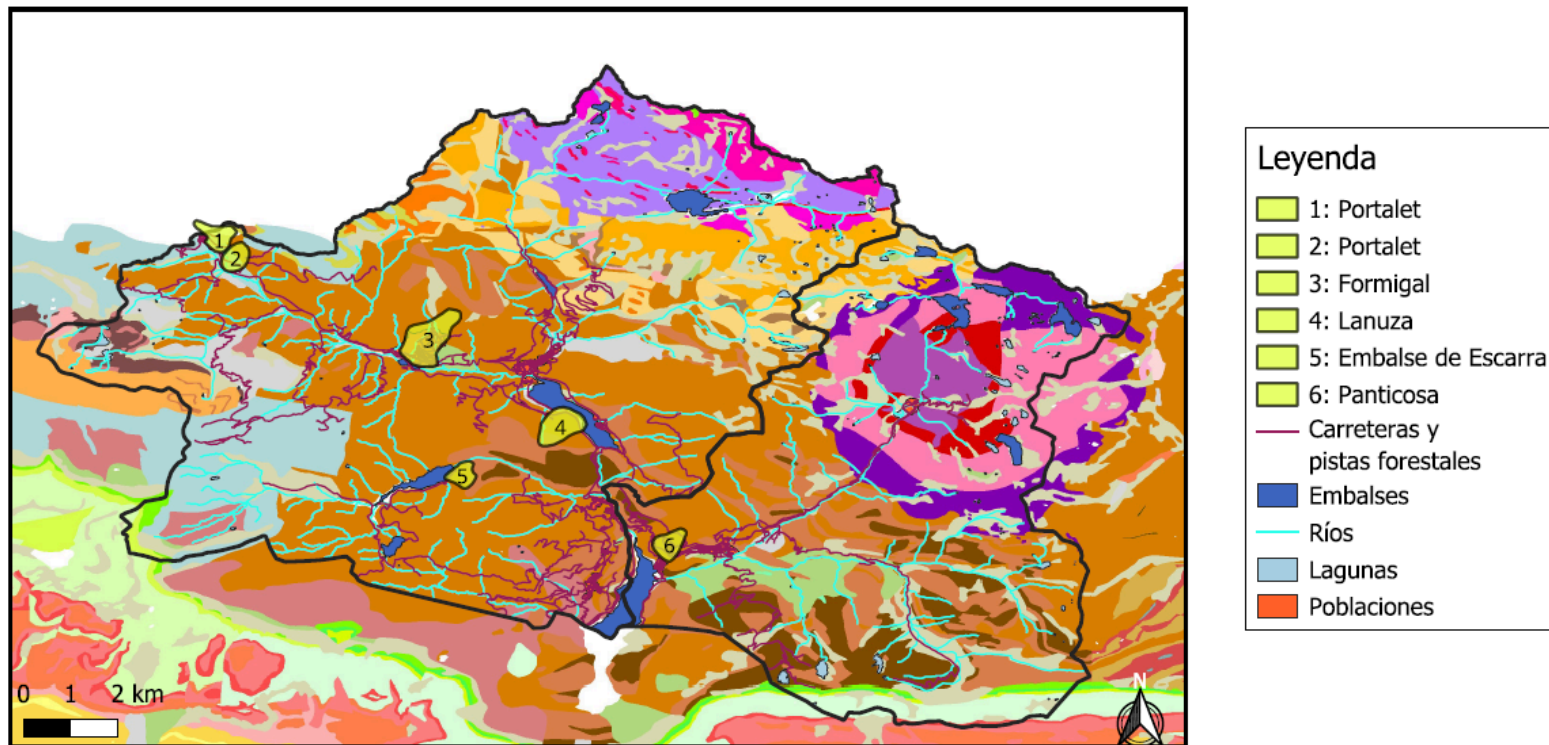 1
2
3
4
5
6
0 1 2 km
N
Leyenda
1: Portalet
2: Portalet
3: Formigal
4: Lanuza
5: Embalse de Escarra
6: Panticosa
Carreteras y
pistas forestales
Embalses
Ríos
Lagunas
Poblaciones